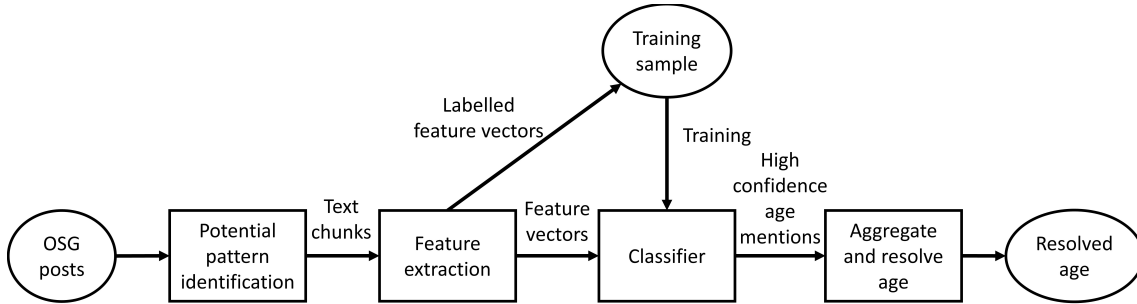 Training
sample
Labelled
feature vectors
Training
High
confidence
age
mentions
Text
chunks
Feature
vectors
OSG
posts
Potential
pattern
identification
Feature
extraction
Classifier
Aggregate
and resolve
age
Resolved
age